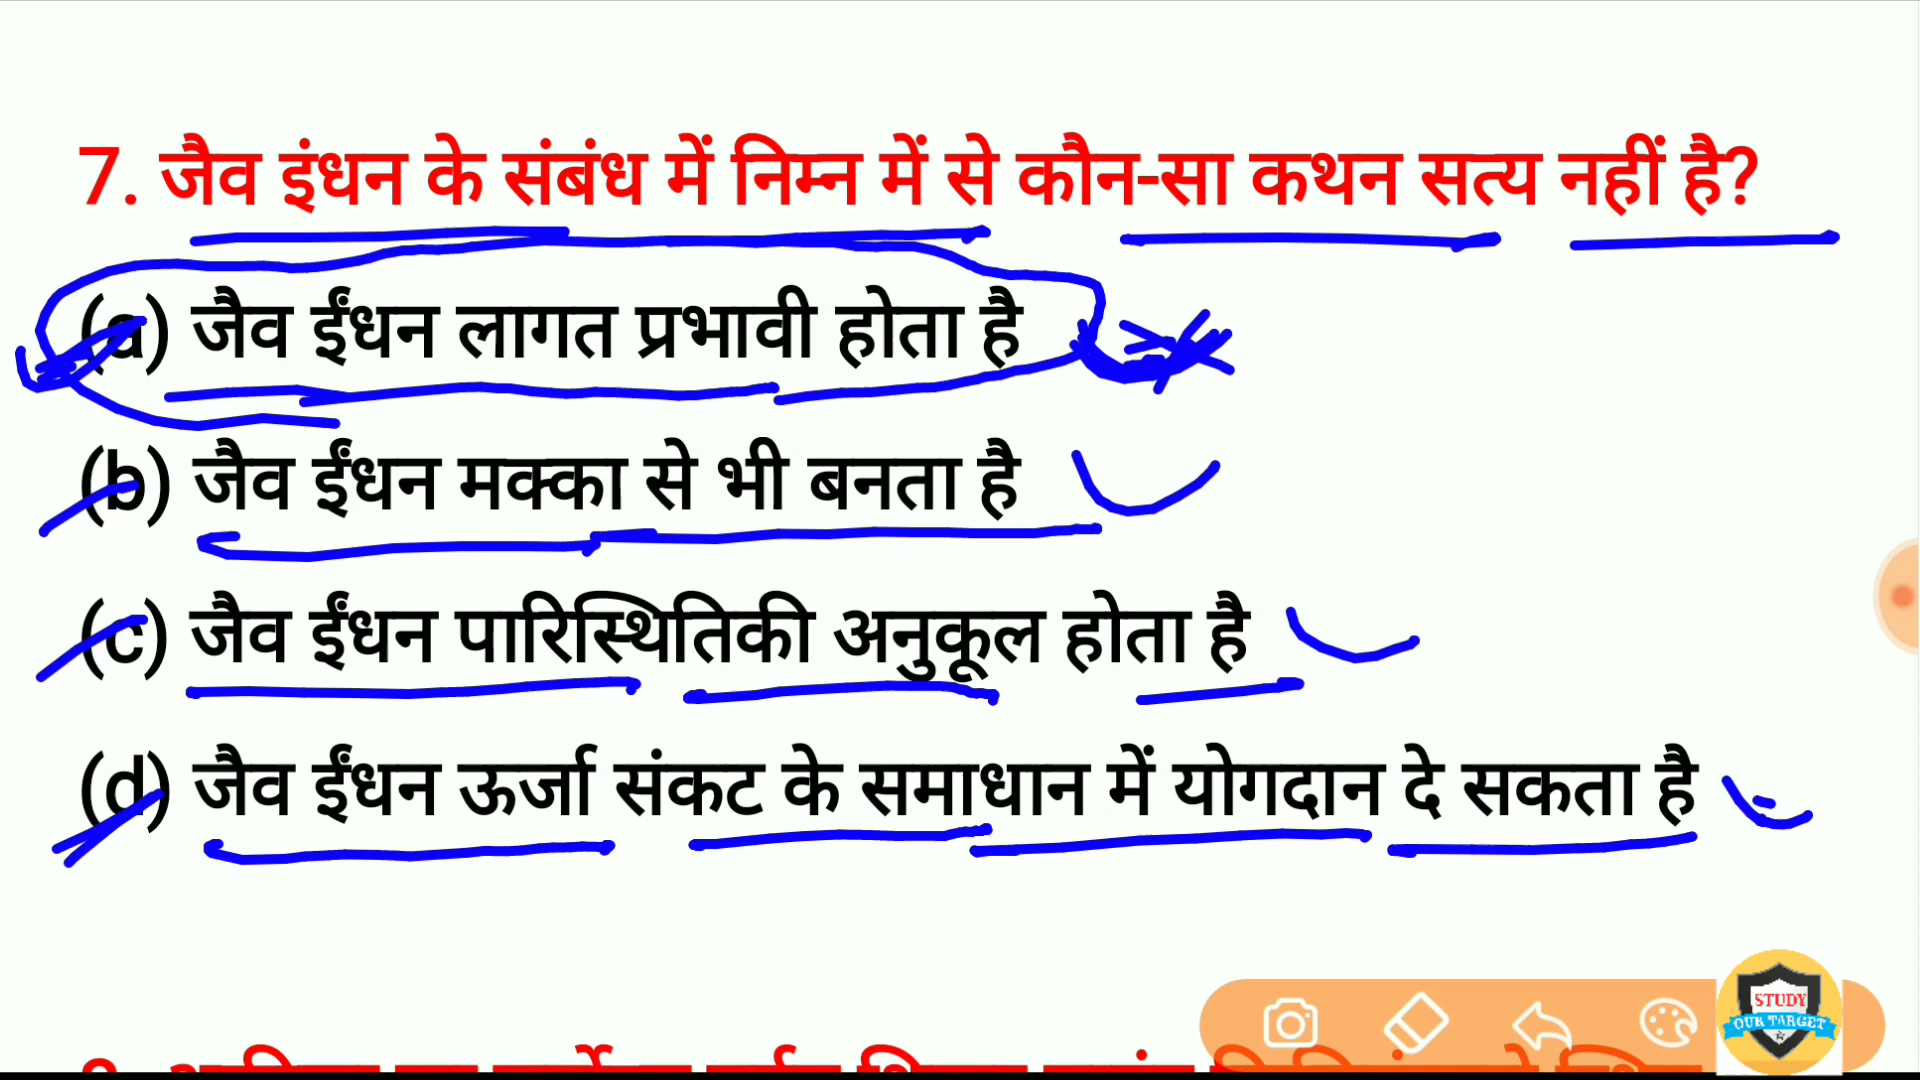 7. जैव इंधन के संबंध में निम्न में से कौन-सा कथन सत्य नहीं है?
(a) जैव ईंधन लागत प्रभावी होता है
(b) जैव ईंधन मक्का से भी बनता है
(c) जैव ईंधन पारिस्थितिकी अनुकूल होता है
(d) जैव ईंधन ऊर्जा संकट के समाधान में योगदान दे सकता है
STUDY
OUR TARGET